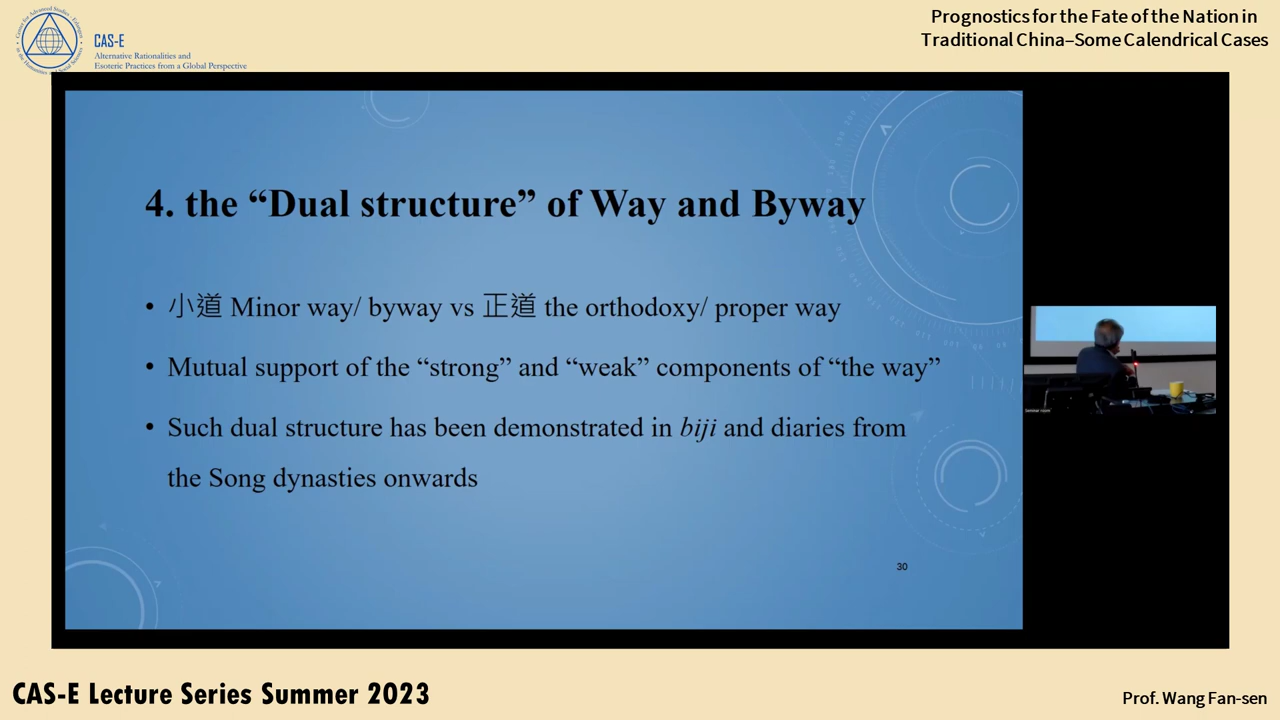 CAS-E
Alternative Rationalities and
Esoteric Practices from a Global Perspective
Prognostics for the Fate of the Nation in
Traditional China–Some Calendrical Cases
4. the “Dual structure” of Way and Byway
• 小道 Minor way/ byway vs 正道 the orthodoxy/ proper way
• Mutual support of the “strong” and “weak” components of “the way”
• Such dual structure has been demonstrated in biji and diaries from
the Song dynasties onwards
30
CAS-E Lecture Series Summer 2023
Prof. Wang Fan-sen